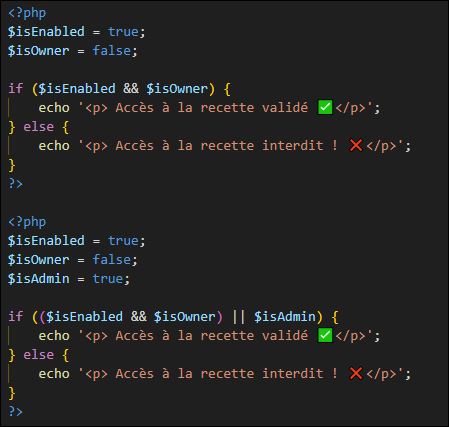 <?php
$isEnabled = true;
$isOwner = false;

if ($isEnabled && $isOwner) {
    echo '<p> Accès à la recette validé ✅</p>';
} else {
    echo '<p> Accès à la recette interdit ! ❌</p>';
}
?>

<?php
$isEnabled = true;
$isOwner = false;
$isAdmin = true;

if (($isEnabled && $isOwner) || $isAdmin) {
    echo '<p> Accès à la recette validé ✅</p>';
} else {
    echo '<p> Accès à la recette interdit ! ❌</p>';
}
?>